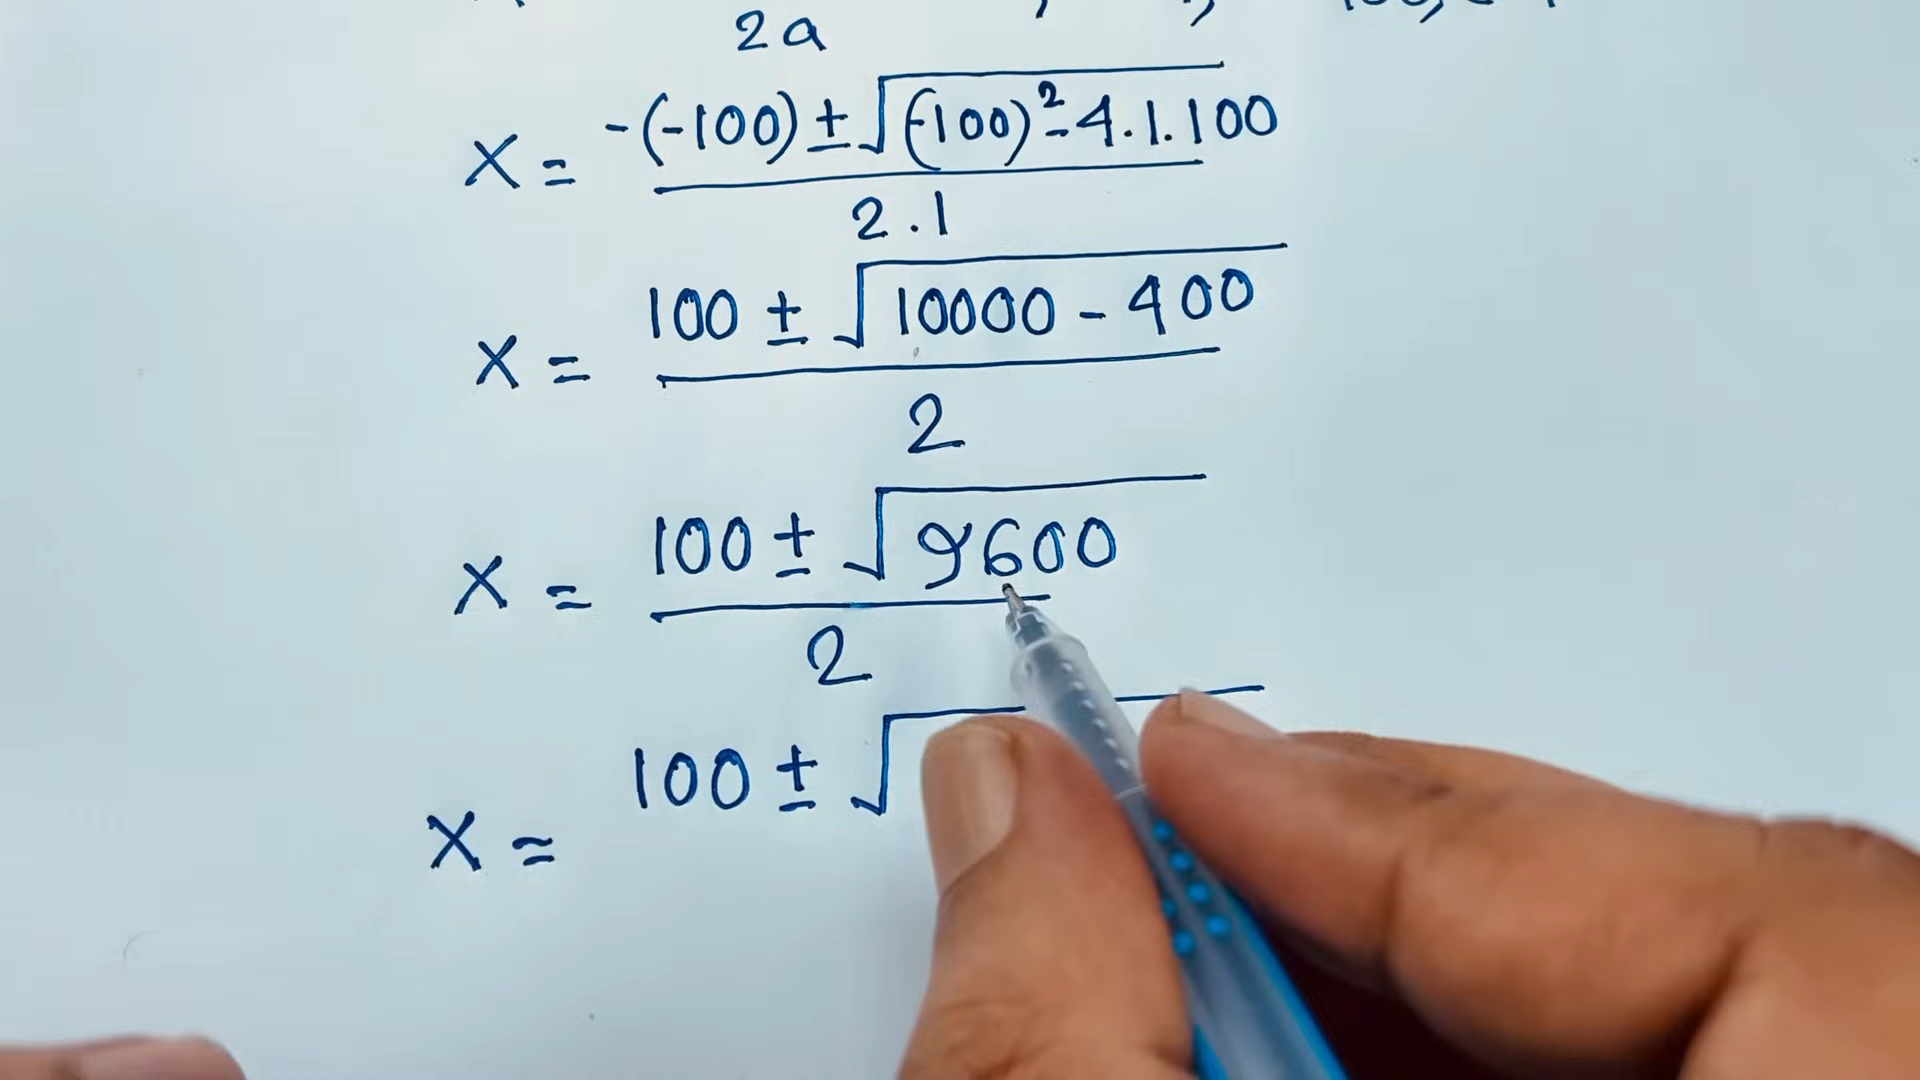 2a
-(-100) ± √(-100)² - 4.1.100
X =
2.1
100 ± √10000 - 400
X =
2
100 ± √9600
X =
2
100 ± √
X =